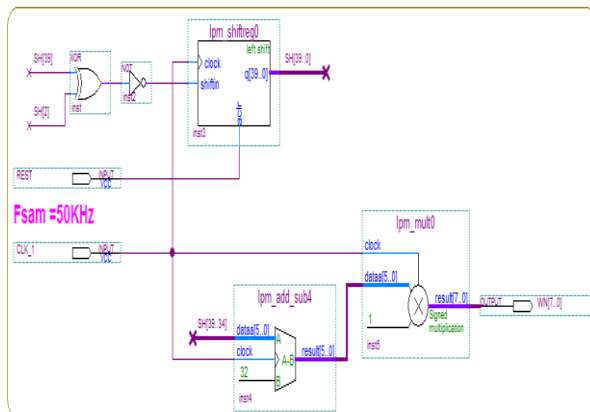 lpm_shiftreg0
left shift
SH[39]
XOR
NOT
clock
q[39..0]
SH[39..0]
shiftin
inst
inst2
SH[2]
aclr
inst3
REST
INPUT
VCC
Fsam =50KHz
CLK_1
INPUT
VCC
lpm_mult0
clock
dataa[5..0]
result[7..0]
OUTPUT
WN[7..0]
Signed
multiplication
1
inst5
lpm_add_sub4
SH[39..34]
dataa[5..0]
A
clock
A-B
result[5..0]
32
B
inst4